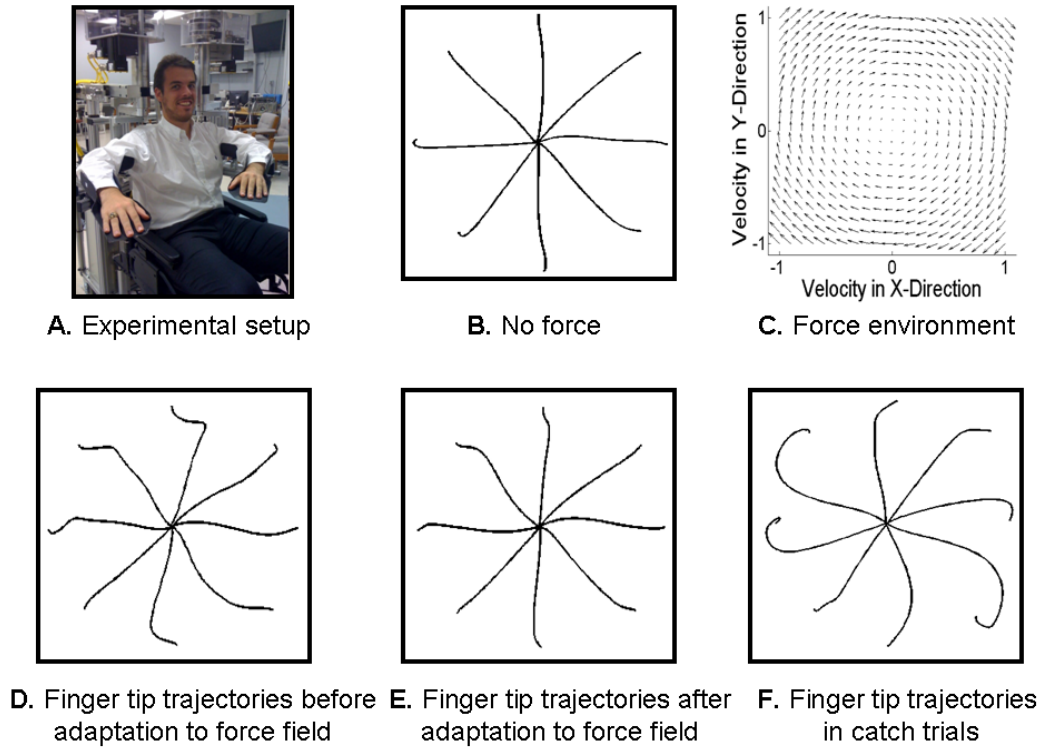 A. Experimental setup
B. No force
1
0
-1
Velocity in Y-Direction
-1
0
1
Velocity in X-Direction
C. Force environment
D. Finger tip trajectories before
adaptation to force field
E. Finger tip trajectories after
adaptation to force field
F. Finger tip trajectories
in catch trials